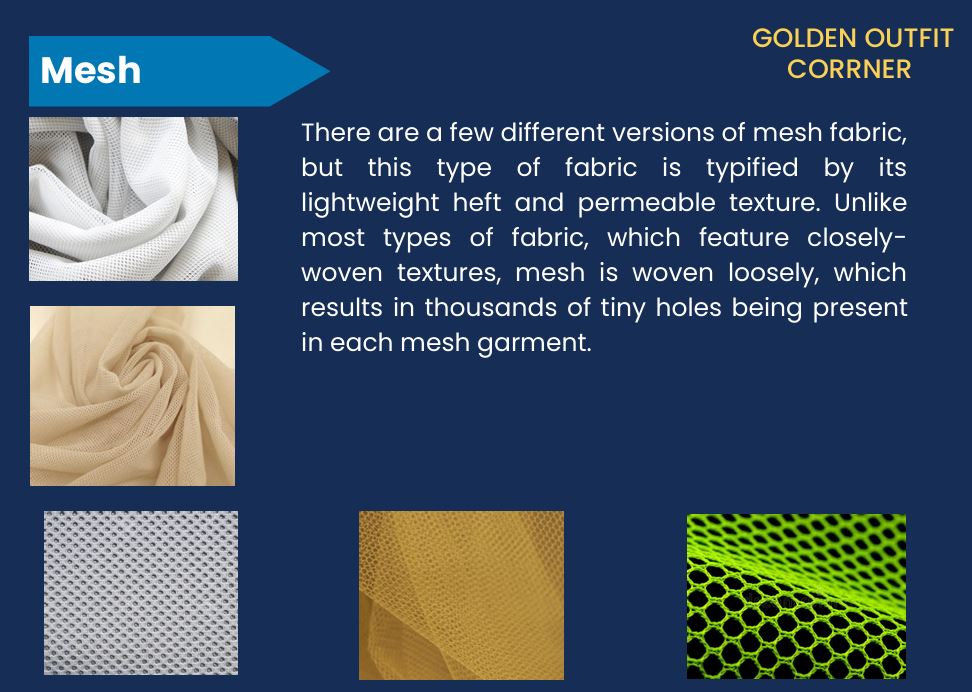 Mesh
GOLDEN OUTFIT
CORRNER
There are a few different versions of mesh fabric,
but this type of fabric is typified by its
lightweight heft and permeable texture. Unlike
most types of fabric, which feature closely-
woven textures, mesh is woven loosely, which
results in thousands of tiny holes being present
in each mesh garment.